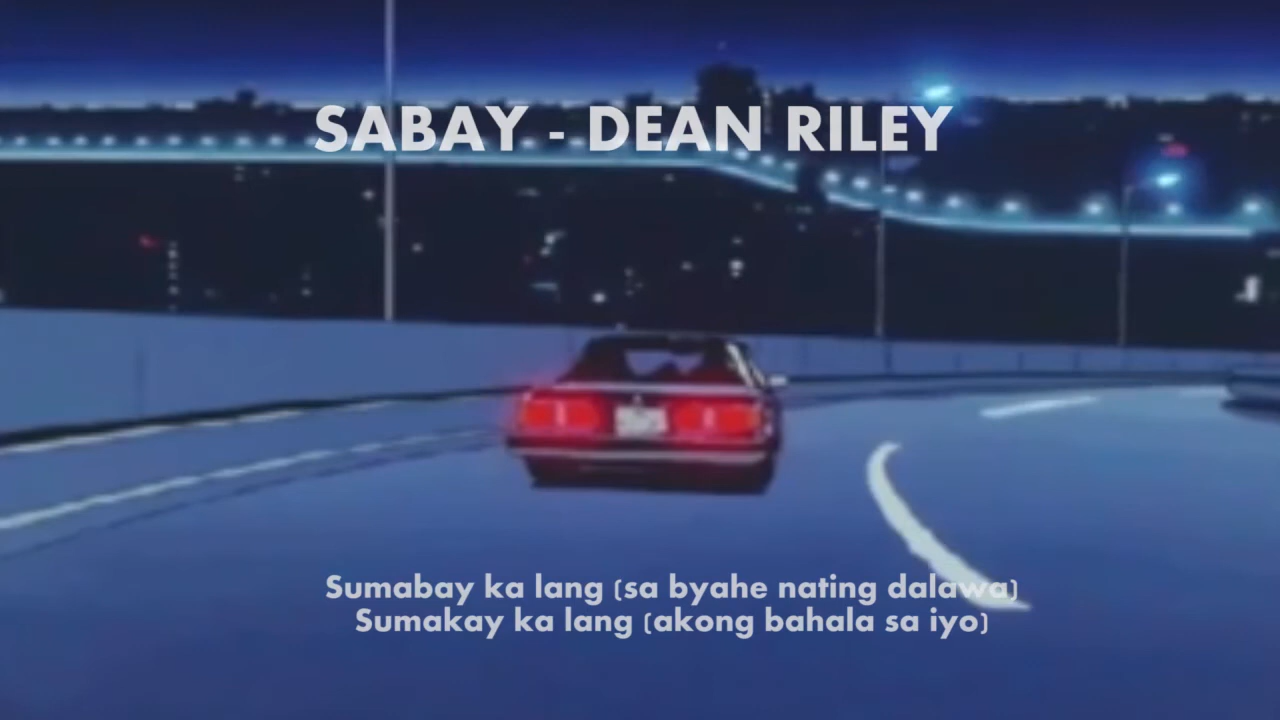 SABAY - DEAN RILEY
Sumabay ka lang (sa byahe nating dalawa)
Sumakay ka lang (akong bahala sa iyo)